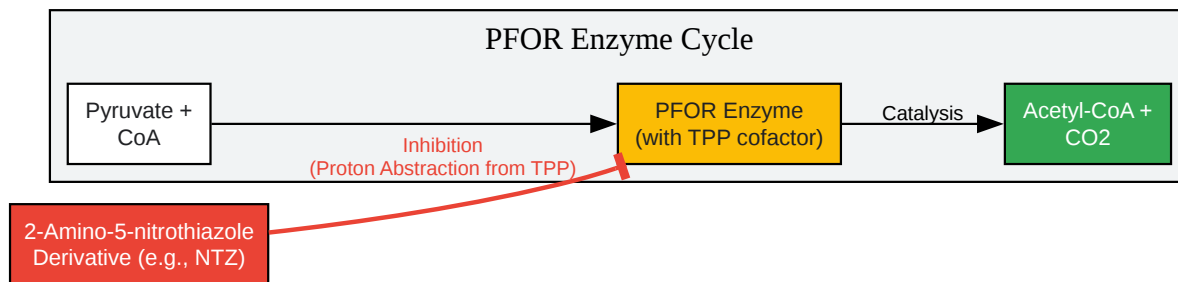 PFOR Enzyme Cycle
Pyruvate +
CoA
Inhibition
(Proton Abstraction from TPP)
PFOR Enzyme
(with TPP cofactor)
Catalysis
Acetyl-CoA +
CO2
2-Amino-5-nitrothiazole
Derivative (e.g., NTZ)